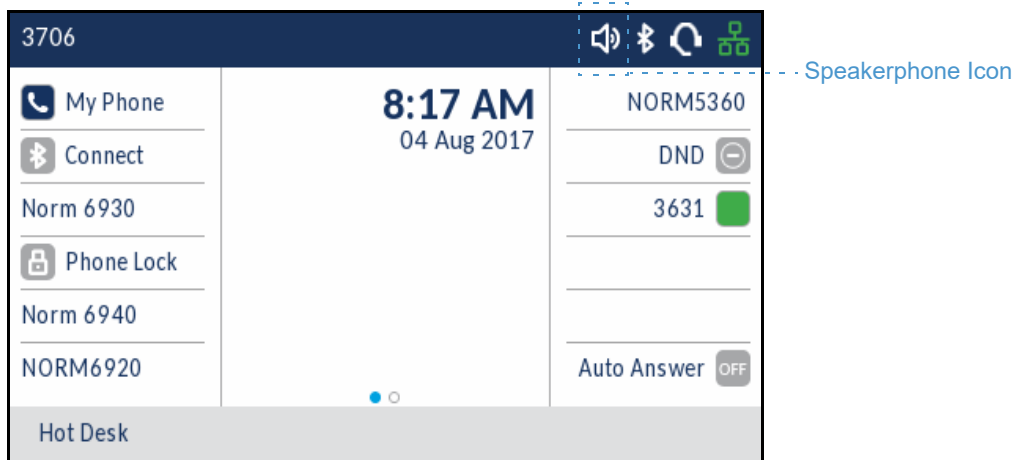 3706
Speakerphone Icon
My Phone
Connect
Norm 6930
Phone Lock
Norm 6940
NORM6920
8:17 AM
04 Aug 2017
NORM5360
DND
3631
Auto Answer OFF
Hot Desk